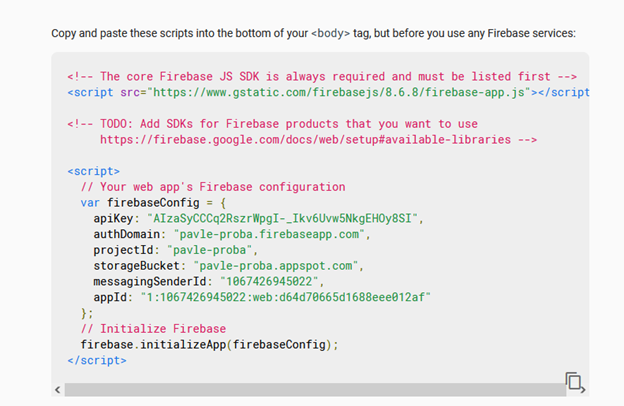 Copy and paste these scripts into the bottom of your <body> tag, but before you use any Firebase services:
<!-- The core Firebase JS SDK is always required and must be listed first -->
<script src="https://www.gstatic.com/firebasejs/8.6.8/firebase-app.js"></script
<!-- TODO: Add SDKs for Firebase products that you want to use
https://firebase.google.com/docs/web/setup#available-libraries -->
<script>
// Your web app's Firebase configuration
var firebaseConfig = {
apiKey: "AIzaSyCCCq2RszrWpgI-_Ikv6Uvw5NkgEHOy8SI",
authDomain: "pavle-proba.firebaseapp.com",
projectId: "pavle-proba",
storageBucket: "pavle-proba.appspot.com",
messagingSenderId: "1067426945022",
appId: "1:1067426945022:web:d64d70665d1688eee012af"
};
// Initialize Firebase
firebase.initializeApp(firebaseConfig);
</script>